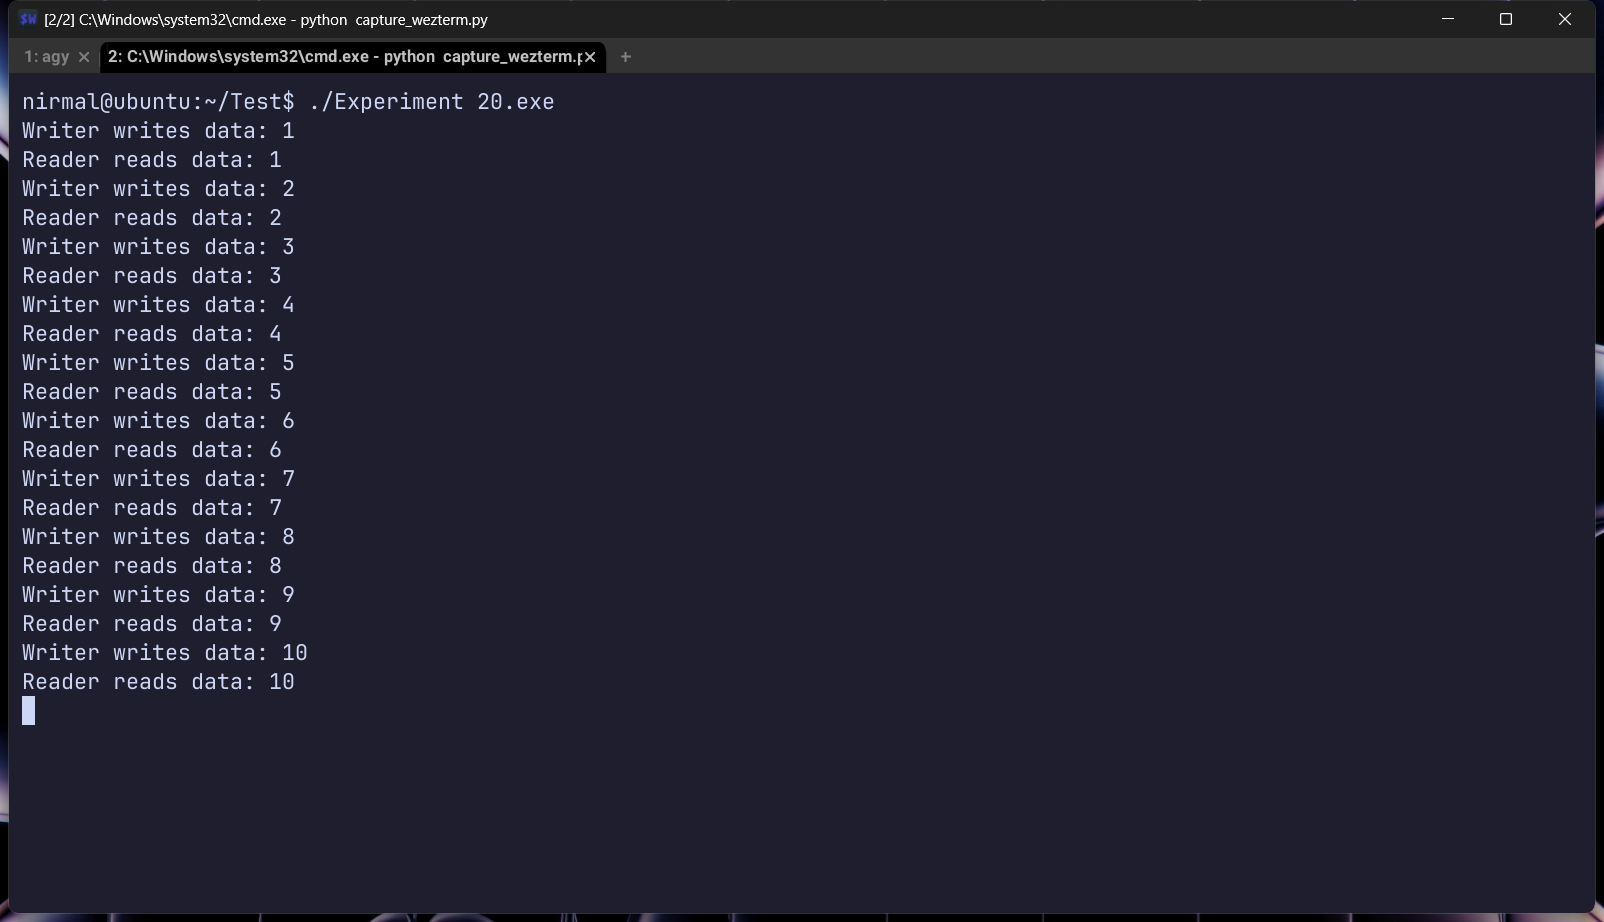 [2/2] C:\Windows\system32\cmd.exe - python  capture_wezterm.py
1: agy × 2: C:\Windows\system32\cmd.exe - python  capture_wezterm.p × +
nirmal@ubuntu:~/Test$ ./Experiment 20.exe
Writer writes data: 1
Reader reads data: 1
Writer writes data: 2
Reader reads data: 2
Writer writes data: 3
Reader reads data: 3
Writer writes data: 4
Reader reads data: 4
Writer writes data: 5
Reader reads data: 5
Writer writes data: 6
Reader reads data: 6
Writer writes data: 7
Reader reads data: 7
Writer writes data: 8
Reader reads data: 8
Writer writes data: 9
Reader reads data: 9
Writer writes data: 10
Reader reads data: 10